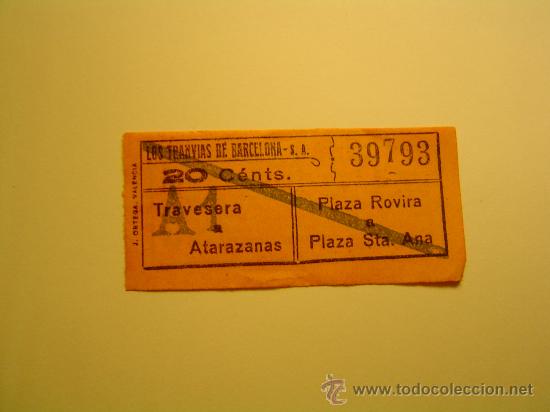 LOS TRANVIAS DE BARCELONA - S. A.
39793
20 Cénts.
A1
Travesera
a
Atarazanas
Plaza Rovira
a
Plaza Sta. Ana
J. ORTEGA. VALENCIA
www.todocoleccion.net